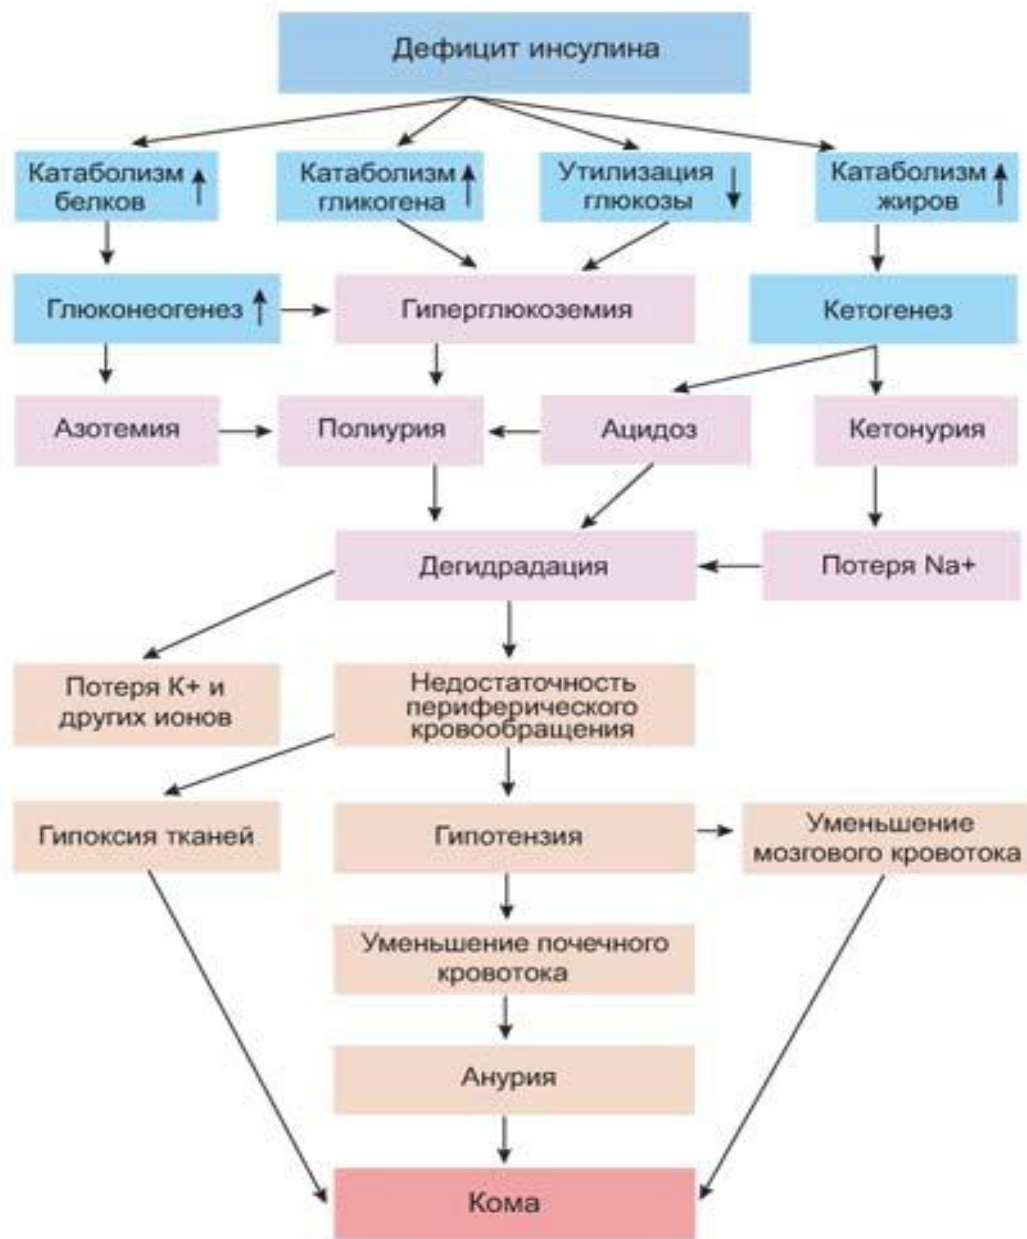 Дефицит инсулина
Катаболизм
белков
Катаболизм
гликогена
Утилизация
глюкозы
Катаболизм
жиров
Глюконеогенез
Гиперглюкоземия
Кетогенез
Азотемия
Полиурия
Ацидоз
Кетонурия
Дегидрадация
Потеря Na+
Потеря K+ и
других ионов
Недостаточность
периферического
кровообращения
Гипоксия тканей
Гипотензия
Уменьшение
мозгового кровотока
Уменьшение почечного
кровотока
Анурия
Кома